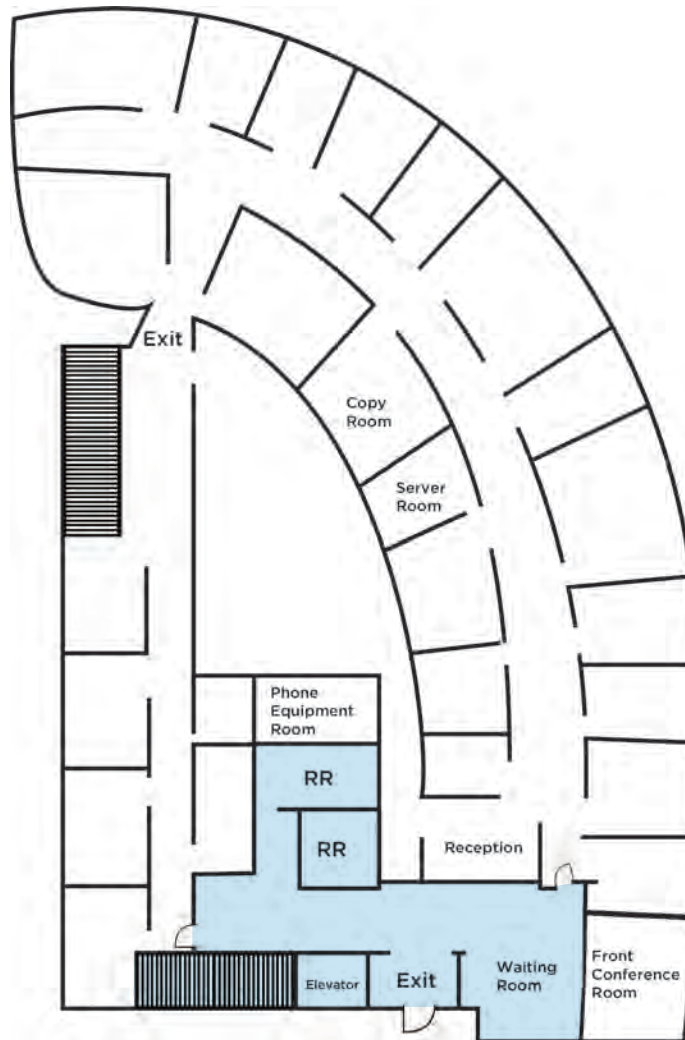 Exit
Copy
Room
Server
Room
Phone
Equipment
Room
RR
RR
Reception
Elevator
Exit
Waiting
Room
Front
Conference
Room